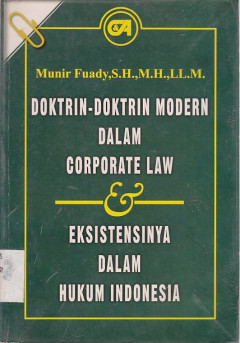 Munir Fuady,S.H.,M.H.,LL.M.
DOKTRIN-DOKTRIN MODERN
DALAM
CORPORATE LAW
&
EKSISTENSINYA
DALAM
HUKUM INDONESIA